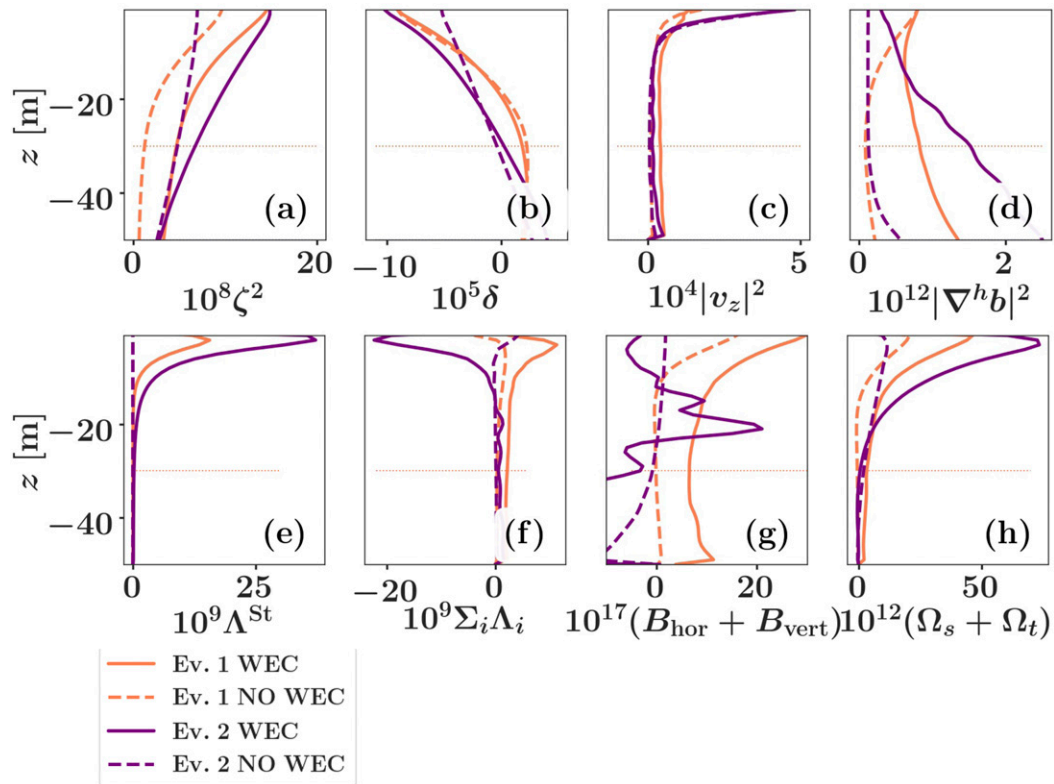 z [m]
−20
−40
(a)
(b)
(c)
(d)
0 10 20
−10 0
0 5
0 2
10⁸ζ²
10⁵δ
10⁴|v_z|²
10¹²|∇ʰb|²
z [m]
−20
−40
(e)
(f)
(g)
(h)
0 25
−20 0
0 20
0 50
10⁹Λ^St
10⁹Σ_iΛ_i
10¹⁷(B_hor + B_vert)
10¹²(Ω_s + Ω_t)
Ev. 1 WEC
Ev. 1 NO WEC
Ev. 2 WEC
Ev. 2 NO WEC